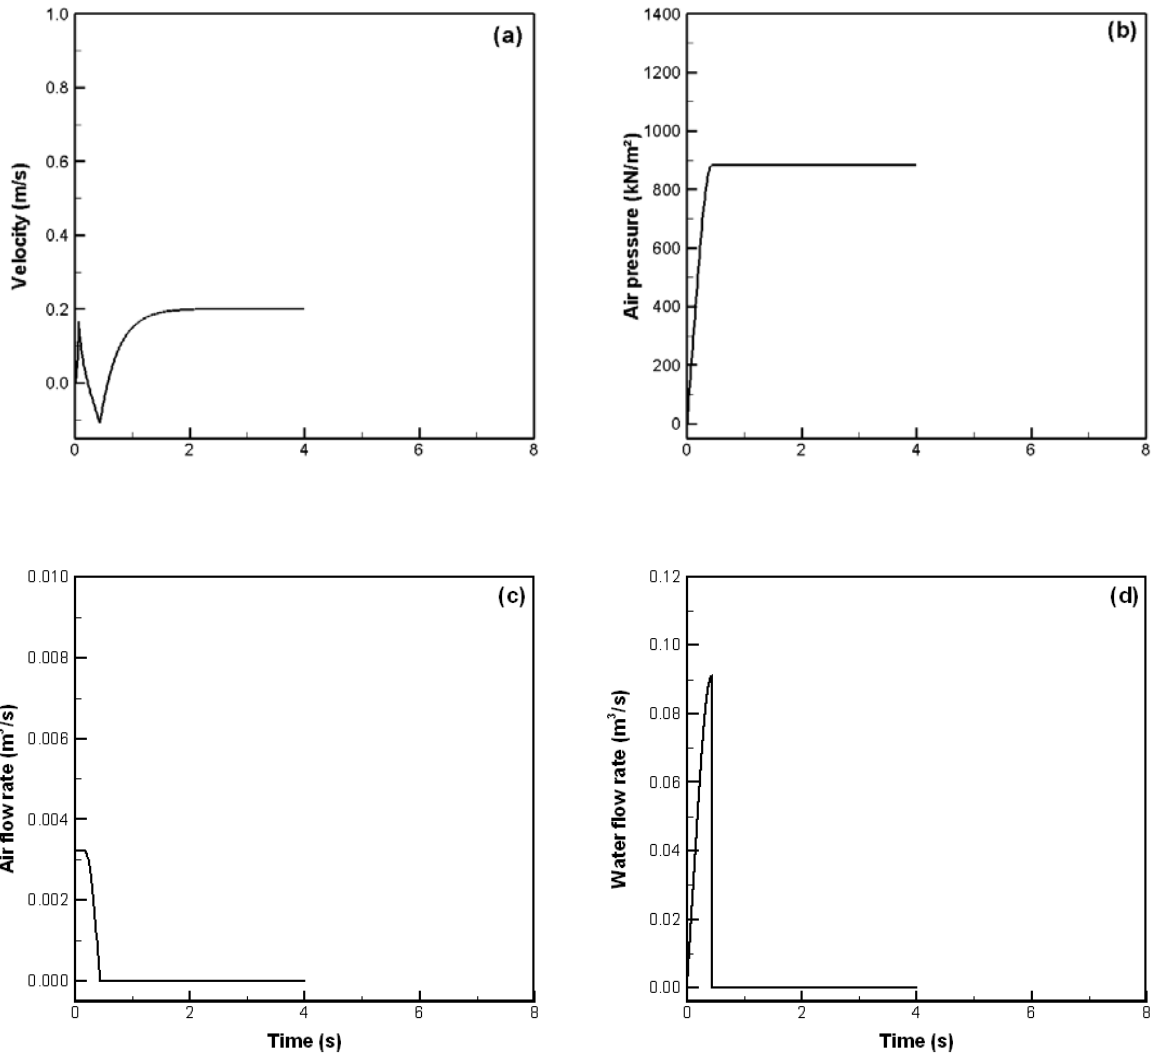 (a)
Velocity (m/s)
1.0
0.8
0.6
0.4
0.2
0.0
0 2 4 6 8
(b)
Air pressure (kN/m²)
1400
1200
1000
800
600
400
200
0
0 2 4 6 8
(c)
Air flow rate (m³/s)
0.010
0.008
0.006
0.004
0.002
0.000
0 2 4 6 8
Time (s)
(d)
Water flow rate (m³/s)
0.12
0.10
0.08
0.06
0.04
0.02
0.00
0 2 4 6 8
Time (s)